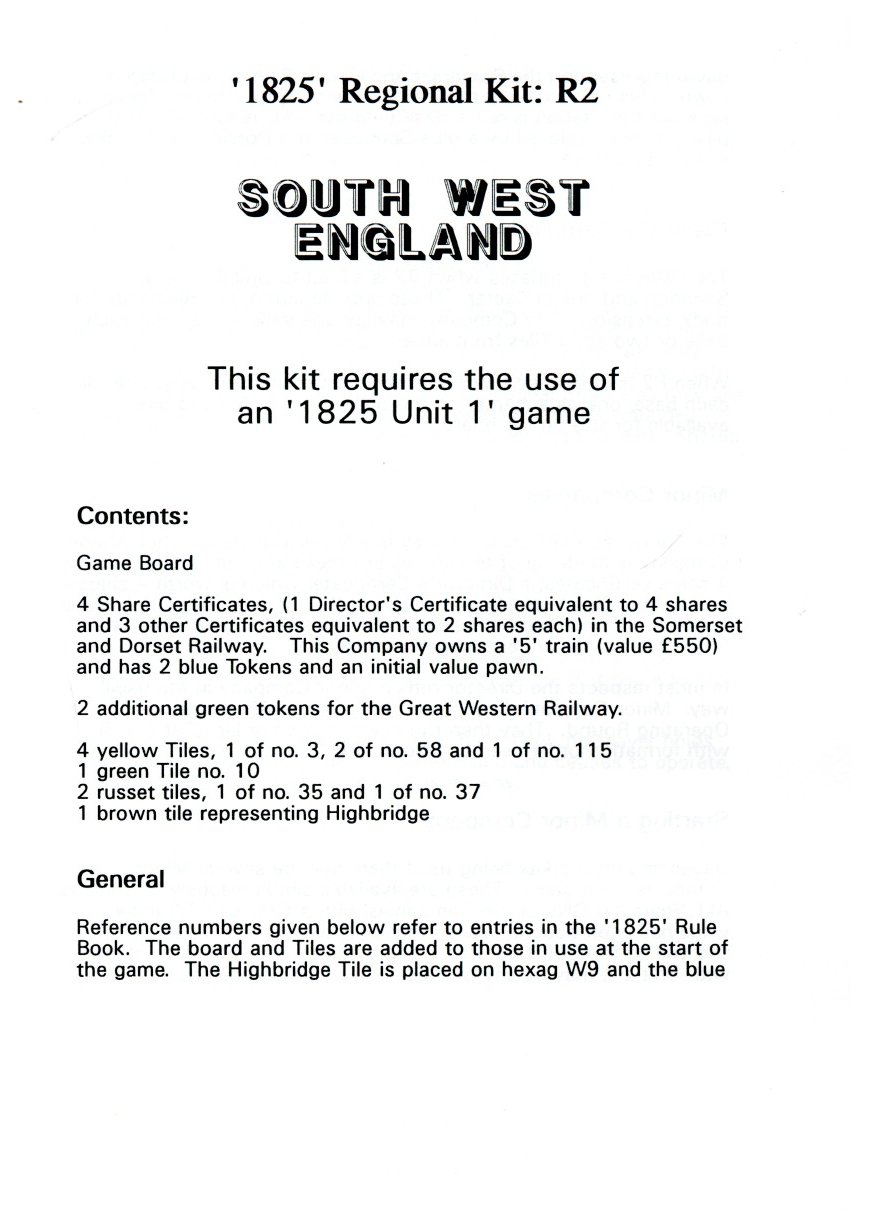 '1825' Regional Kit: R2
SOUTH WEST
ENGLAND
This kit requires the use of
an '1825 Unit 1' game
Contents:
Game Board
4 Share Certificates, (1 Director's Certificate equivalent to 4 shares
and 3 other Certificates equivalent to 2 shares each) in the Somerset
and Dorset Railway. This Company owns a '5' train (value £550)
and has 2 blue Tokens and an initial value pawn.
2 additional green tokens for the Great Western Railway.
4 yellow Tiles, 1 of no. 3, 2 of no. 58 and 1 of no. 115
1 green Tile no. 10
2 russet tiles, 1 of no. 35 and 1 of no. 37
1 brown tile representing Highbridge
General
Reference numbers given below refer to entries in the '1825' Rule
Book. The board and Tiles are added to those in use at the start of
the game. The Highbridge Tile is placed on hexag W9 and the blue